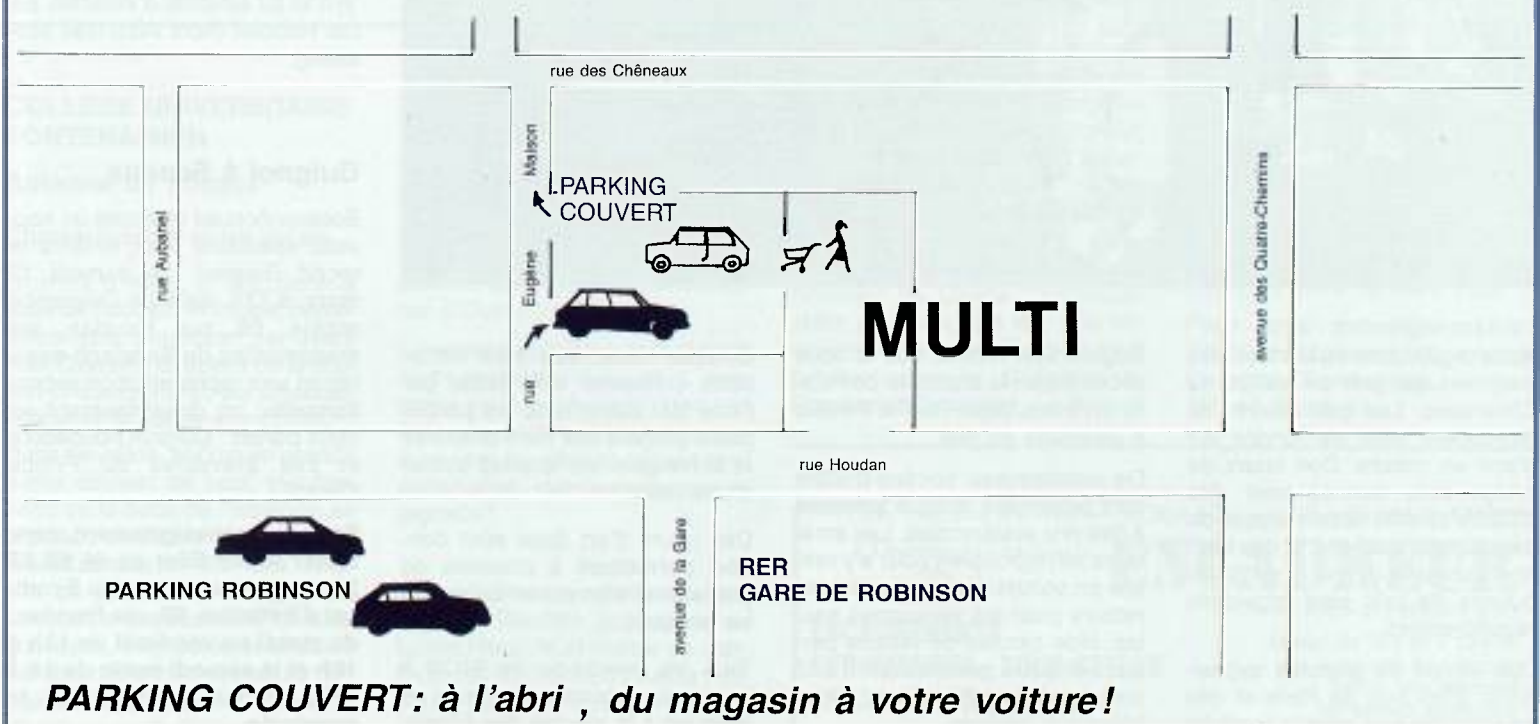 rue des Chêneaux
rue Aubanel
rue Eugène Maison
PARKING
COUVERT
MULTI
avenue des Quatre-Chemins
rue Houdan
avenue de la Gare
PARKING ROBINSON
RER
GARE DE ROBINSON
PARKING COUVERT: à l'abri , du magasin à votre voiture!